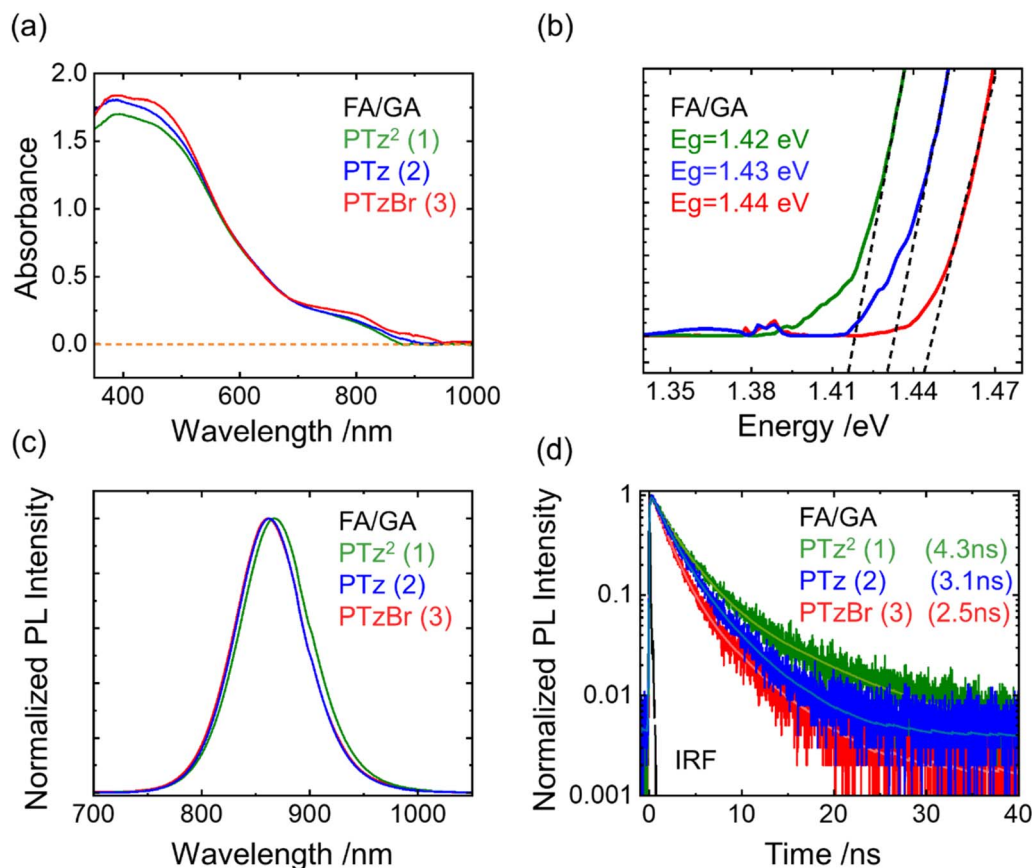 (a)
2.0
1.5
1.0
0.5
0.0
Absorbance
FA/GA
PTz² (1)
PTz (2)
PTzBr (3)
400
600
800
1000
Wavelength /nm
(b)
FA/GA
Eg=1.42 eV
Eg=1.43 eV
Eg=1.44 eV
1.35
1.38
1.41
1.44
1.47
Energy /eV
(c)
Normalized PL Intensity
FA/GA
PTz² (1)
PTz (2)
PTzBr (3)
700
800
900
1000
Wavelength /nm
(d)
Normalized PL Intensity
1
0.1
0.01
0.001
FA/GA
PTz² (1) (4.3ns)
PTz (2) (3.1ns)
PTzBr (3) (2.5ns)
IRF
0
10
20
30
40
Time /ns